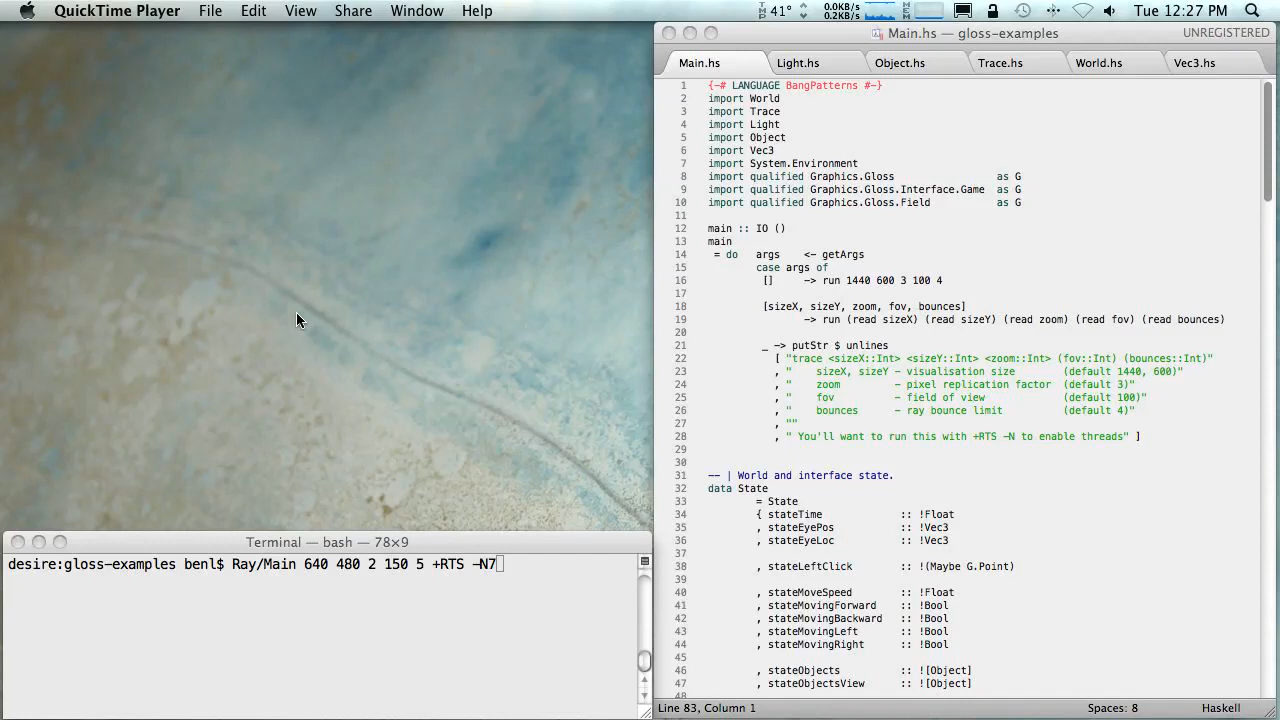 QuickTime Player File Edit View Share Window Help 41° 0.0KB/s 0.2KB/s Tue 12:27 PM
Main.hs — gloss-examples UNREGISTERED
Main.hs Light.hs Object.hs Trace.hs World.hs Vec3.hs
1 {-# LANGUAGE BangPatterns #-}
2 import World
3 import Trace
4 import Light
5 import Object
6 import Vec3
7 import System.Environment
8 import qualified Graphics.Gloss as G
9 import qualified Graphics.Gloss.Interface.Game as G
10 import qualified Graphics.Gloss.Field as G
11
12 main :: IO ()
13 main
14 = do args <- getArgs
15 case args of
16 [] -> run 1440 600 3 100 4
17
18 [sizeX, sizeY, zoom, fov, bounces]
19 -> run (read sizeX) (read sizeY) (read zoom) (read fov) (read bounces)
20
21 _ -> putStr $ unlines
22 [ "trace <sizeX::Int> <sizeY::Int> <zoom::Int> (fov::Int) (bounces::Int)"
23 , " sizeX, sizeY - visualisation size (default 1440, 600)"
24 , " zoom - pixel replication factor (default 3)"
25 , " fov - field of view (default 100)"
26 , " bounces - ray bounce limit (default 4)"
27 , ""
28 , " You'll want to run this with +RTS -N to enable threads" ]
29
30
31 -- | World and interface state.
32 data State
33 = State
34 { stateTime :: !Float
35 , stateEyePos :: !Vec3
36 , stateEyeLoc :: !Vec3
37
38 , stateLeftClick :: !(Maybe G.Point)
39
40 , stateMoveSpeed :: !Float
41 , stateMovingForward :: !Bool
42 , stateMovingBackward :: !Bool
43 , stateMovingLeft :: !Bool
44 , stateMovingRight :: !Bool
45
46 , stateObjects :: ![Object]
47 , stateObjectsView :: ![Object]
48
Line 83, Column 1 Spaces: 8 Haskell
Terminal — bash — 78×9
desire:gloss-examples benl$ Ray/Main 640 480 2 150 5 +RTS -N7